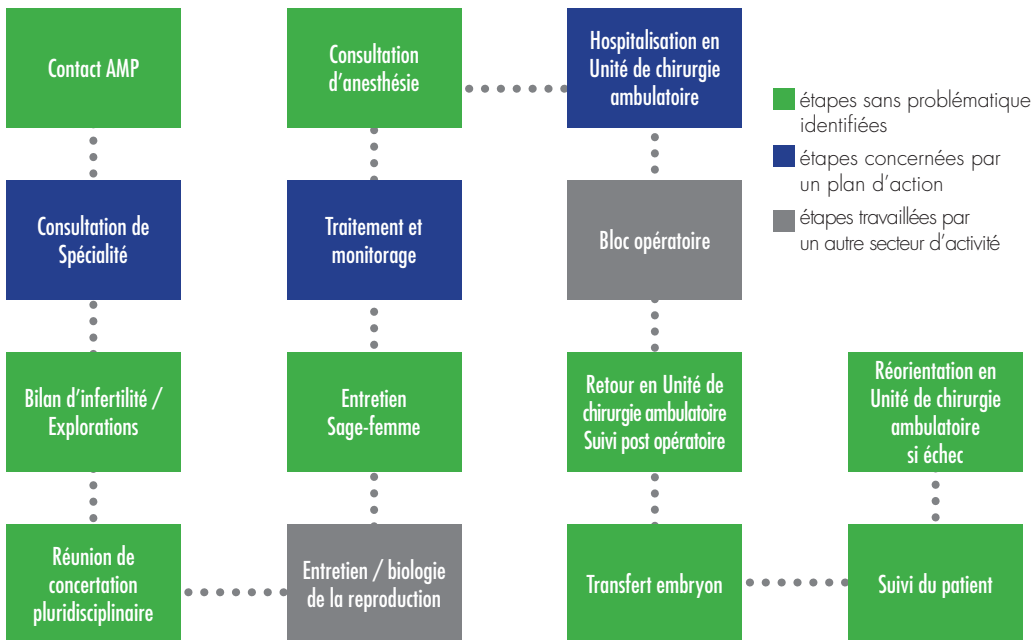 Contact AMP
Consultation de
Spécialité
Bilan d'infertilité /
Explorations
Réunion de
concertation
pluridisciplinaire
Entretien / biologie
de la reproduction
Entretien
Sage-femme
Traitement et
monitorage
Consultation
d'anesthésie
Hospitalisation en
Unité de chirurgie
ambulatoire
Bloc opératoire
Retour en Unité de
chirurgie ambulatoire
Suivi post opératoire
Transfert embryon
Suivi du patient
Réorientation en
Unité de chirurgie
ambulatoire
si échec
étapes sans problématique
identifiées
étapes concernées par
un plan d'action
étapes travaillées par
un autre secteur d'activité